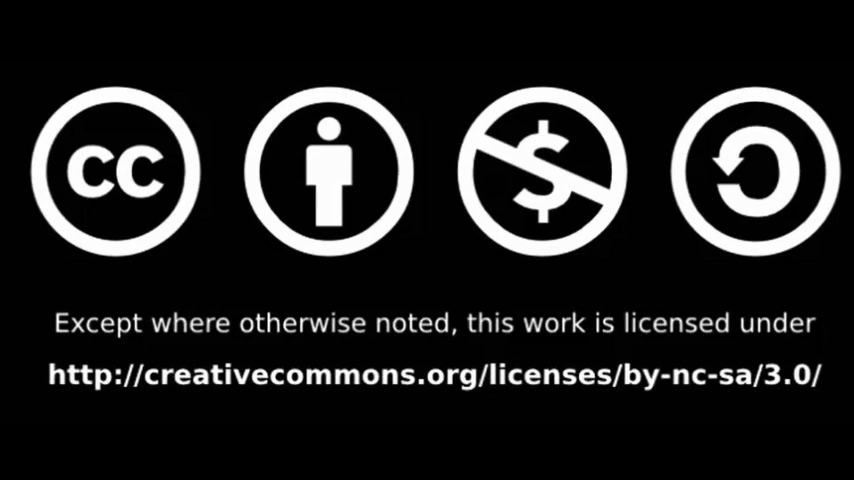 cc
$
Except where otherwise noted, this work is licensed under
http://creativecommons.org/licenses/by-nc-sa/3.0/